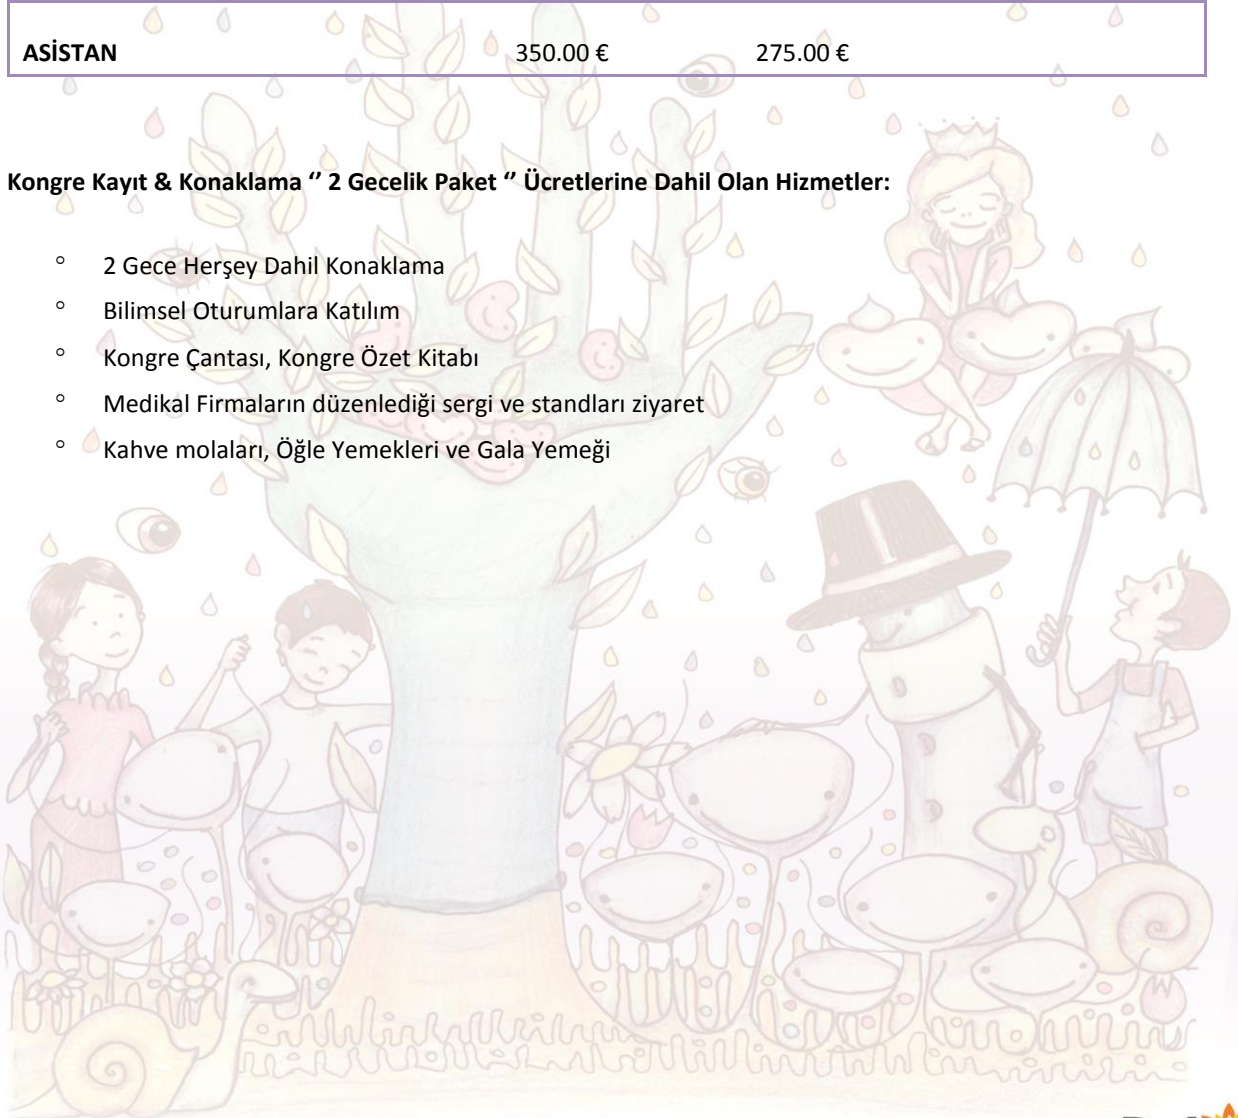 ASİSTAN 350.00 € 275.00 €
Kongre Kayıt & Konaklama ‘’ 2 Gecelik Paket ‘’ Ücretlerine Dahil Olan Hizmetler:
° 2 Gece Herşey Dahil Konaklama
° Bilimsel Oturumlara Katılım
° Kongre Çantası, Kongre Özet Kitabı
° Medikal Firmaların düzenlediği sergi ve standları ziyaret
° Kahve molaları, Öğle Yemekleri ve Gala Yemeği